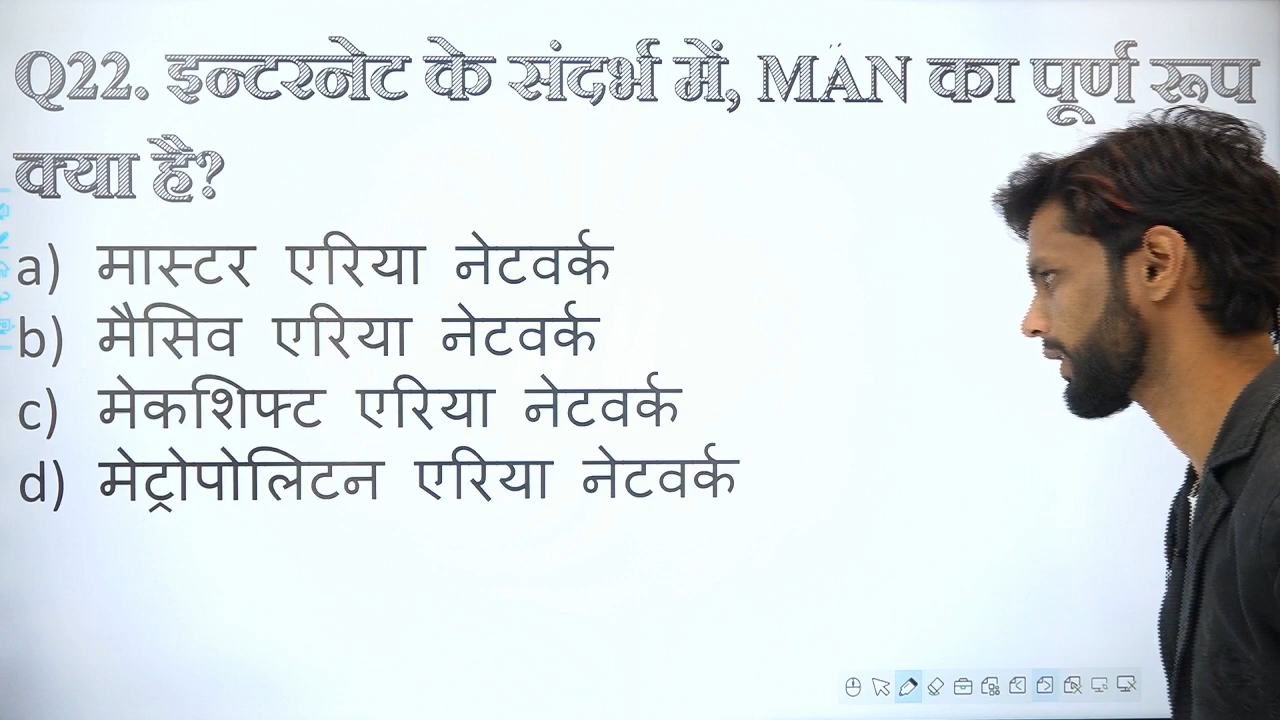 Q22. इन्टरनेट के संदर्भ में, MAN का पूर्ण रूप
क्या है?
a) मास्टर एरिया नेटवर्क
b) मैसिव एरिया नेटवर्क
c) मेकशिफ्ट एरिया नेटवर्क
d) मेट्रोपोलिटन एरिया नेटवर्क